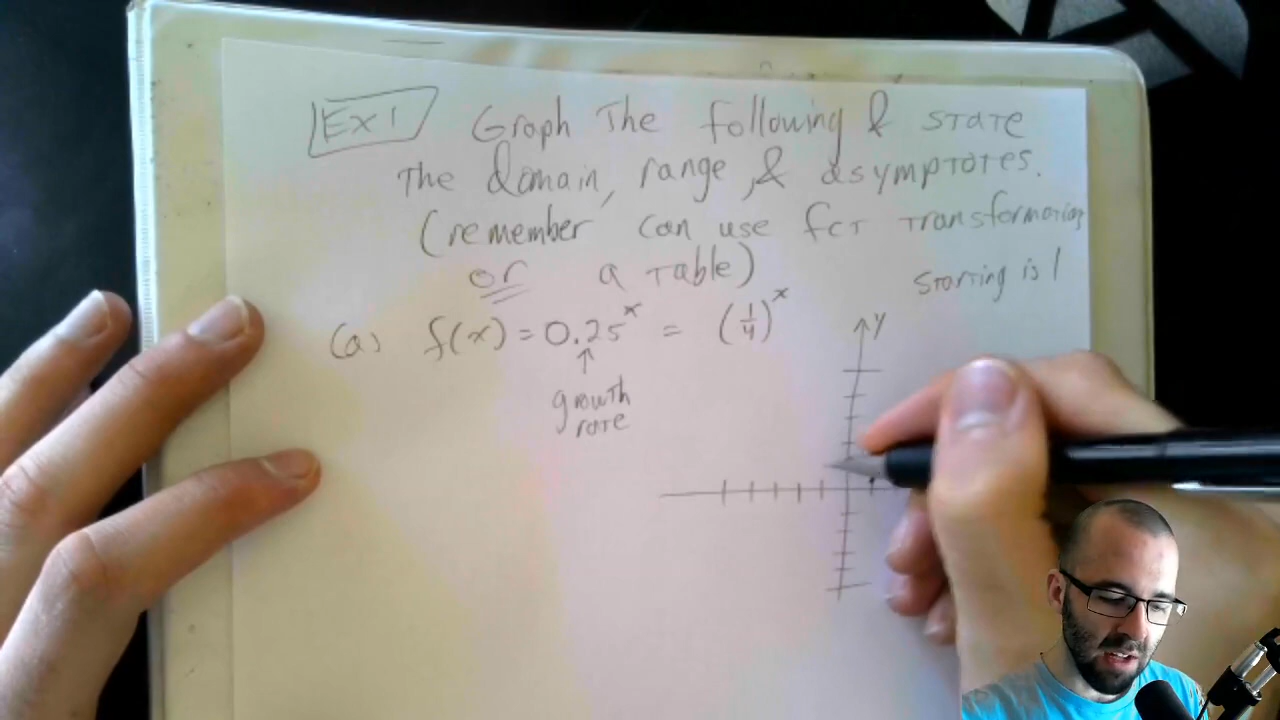 Ex 1 Graph The following & STATE
The domain, range, & asymptotes.
(remember can use fcT Transformations
or a Table)
starting is 1
(a) f(x) = 0.25^x = (1/4)^x
↑
growth
rate
y